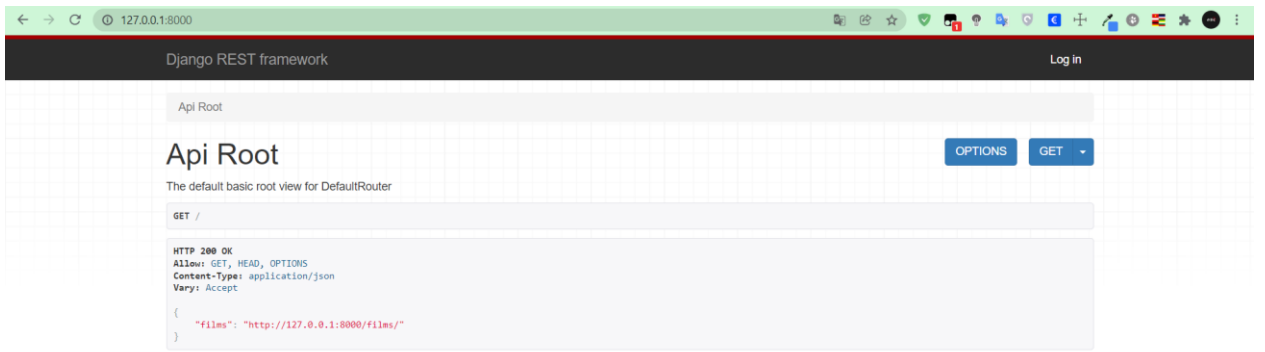 127.0.0.1:8000
Django REST framework Log in
Api Root
Api Root OPTIONS GET
The default basic root view for DefaultRouter
GET /
HTTP 200 OK
Allow: GET, HEAD, OPTIONS
Content-Type: application/json
Vary: Accept
{
"films": "http://127.0.0.1:8000/films/"
}